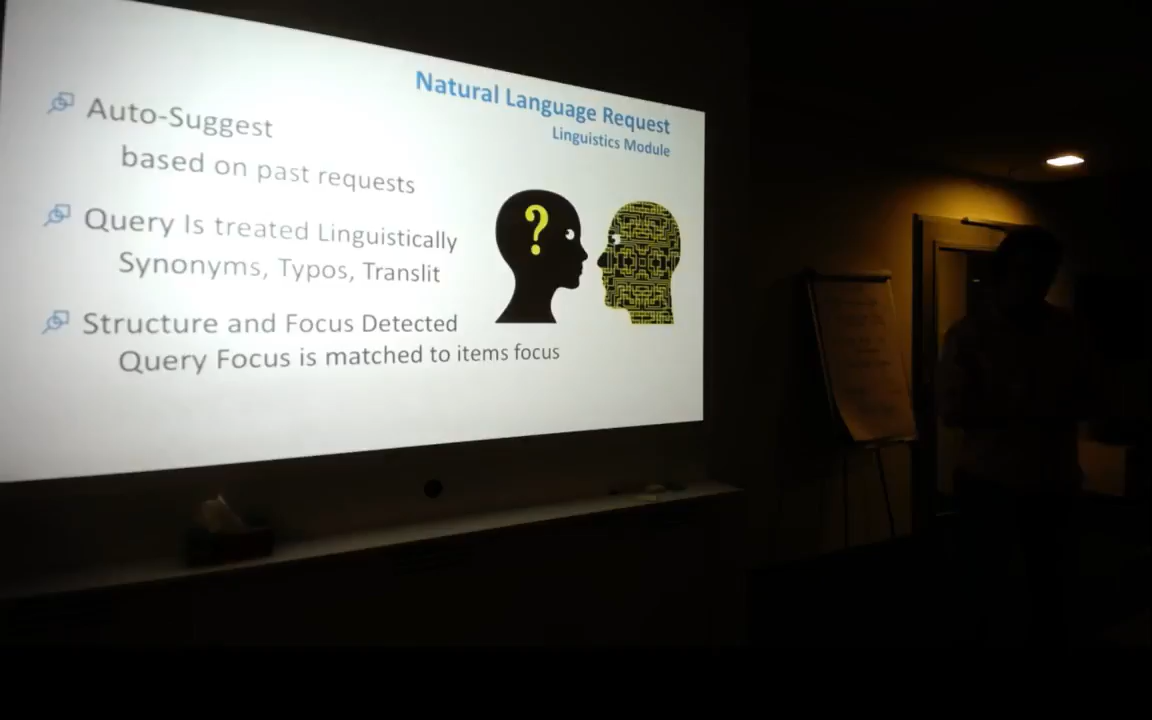 Natural Language Request
Linguistics Module
Auto-Suggest
based on past requests
Query Is treated Linguistically
Synonyms, Typos, Translit
Structure and Focus Detected
Query Focus is matched to items focus
?